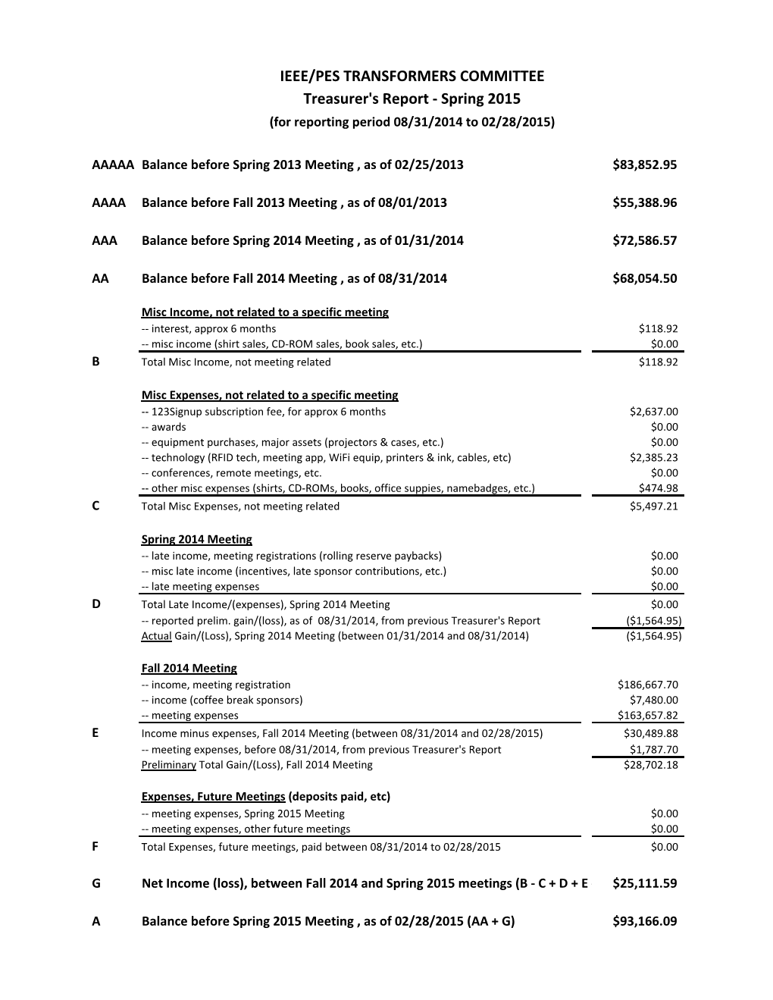 IEEE/PES TRANSFORMERS COMMITTEE
Treasurer's Report - Spring 2015
(for reporting period 08/31/2014 to 02/28/2015)
AAAAA Balance before Spring 2013 Meeting , as of 02/25/2013 $83,852.95
AAAA Balance before Fall 2013 Meeting , as of 08/01/2013 $55,388.96
AAA Balance before Spring 2014 Meeting , as of 01/31/2014 $72,586.57
AA Balance before Fall 2014 Meeting , as of 08/31/2014 $68,054.50
Misc Income, not related to a specific meeting
-- interest, approx 6 months $118.92
-- misc income (shirt sales, CD-ROM sales, book sales, etc.) $0.00
B Total Misc Income, not meeting related $118.92
Misc Expenses, not related to a specific meeting
-- 123Signup subscription fee, for approx 6 months $2,637.00
-- awards $0.00
-- equipment purchases, major assets (projectors & cases, etc.) $0.00
-- technology (RFID tech, meeting app, WiFi equip, printers & ink, cables, etc) $2,385.23
-- conferences, remote meetings, etc. $0.00
-- other misc expenses (shirts, CD-ROMs, books, office suppies, namebadges, etc.) $474.98
C Total Misc Expenses, not meeting related $5,497.21
Spring 2014 Meeting
-- late income, meeting registrations (rolling reserve paybacks) $0.00
-- misc late income (incentives, late sponsor contributions, etc.) $0.00
-- late meeting expenses $0.00
D Total Late Income/(expenses), Spring 2014 Meeting $0.00
-- reported prelim. gain/(loss), as of 08/31/2014, from previous Treasurer's Report ($1,564.95)
Actual Gain/(Loss), Spring 2014 Meeting (between 01/31/2014 and 08/31/2014) ($1,564.95)
Fall 2014 Meeting
-- income, meeting registration $186,667.70
-- income (coffee break sponsors) $7,480.00
-- meeting expenses $163,657.82
E Income minus expenses, Fall 2014 Meeting (between 08/31/2014 and 02/28/2015) $30,489.88
-- meeting expenses, before 08/31/2014, from previous Treasurer's Report $1,787.70
Preliminary Total Gain/(Loss), Fall 2014 Meeting $28,702.18
Expenses, Future Meetings (deposits paid, etc)
-- meeting expenses, Spring 2015 Meeting $0.00
-- meeting expenses, other future meetings $0.00
F Total Expenses, future meetings, paid between 08/31/2014 to 02/28/2015 $0.00
G Net Income (loss), between Fall 2014 and Spring 2015 meetings (B - C + D + E $25,111.59
A Balance before Spring 2015 Meeting , as of 02/28/2015 (AA + G) $93,166.09